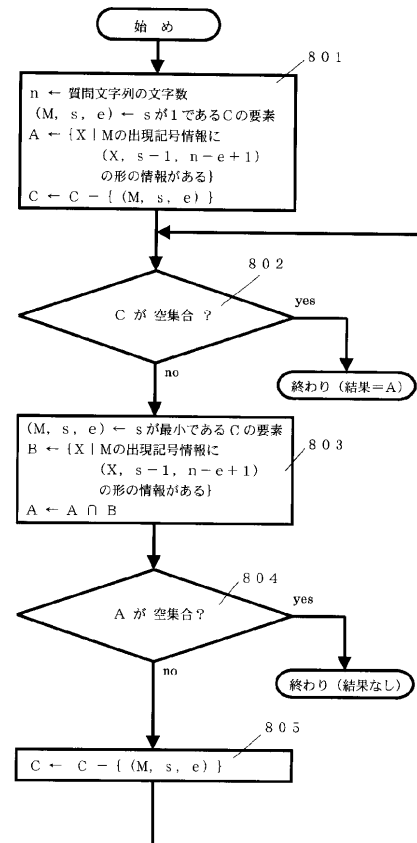 始 め
801
n ← 質問文字列の文字数
(M, s, e) ← sが1であるCの要素
A ← {X | Mの出現記号情報に
(X, s-1, n-e+1)
の形の情報がある}
C ← C - { (M, s, e) }
802
C が 空集合 ?
yes
no
終わり (結果=A)
(M, s, e) ← sが最小であるCの要素
803
B ← {X | Mの出現記号情報に
(X, s-1, n-e+1)
の形の情報がある}
A ← A ∩ B
804
A が 空集合?
yes
no
終わり (結果なし)
805
C ← C - { (M, s, e) }